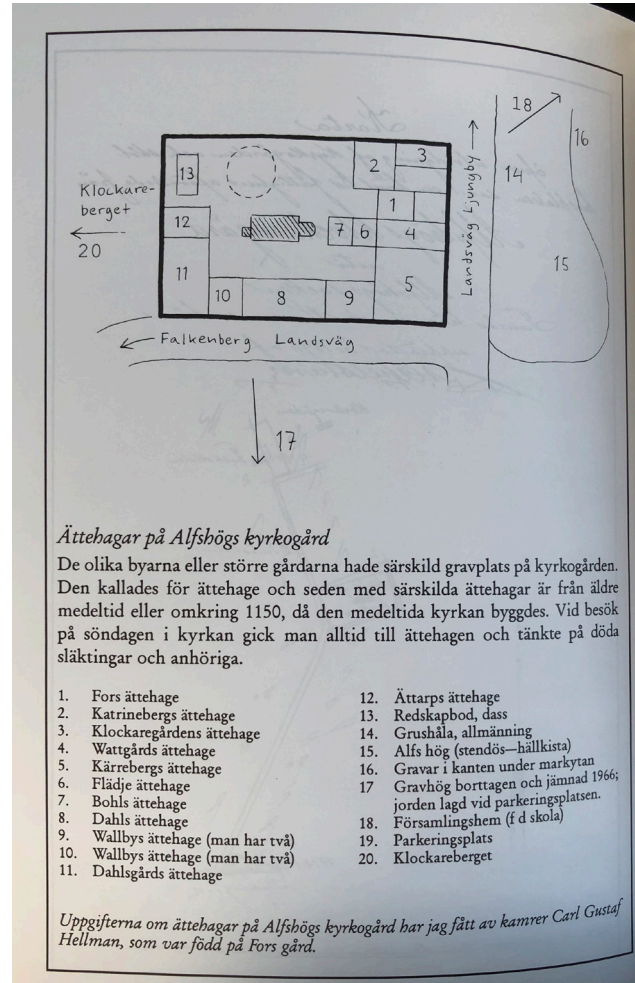 18
16
14
15
Landsväg Ljungby
13
2
3
1
12
7
6
4
11
10
8
9
5
Klockare-
berget
20
Falkenberg Landsväg
17
Ättehagar på Alfshögs kyrkogård
De olika byarna eller större gårdarna hade särskild gravplats på kyrkogården.
Den kallades för ättehage och seden med särskilda ättehagar är från äldre
medeltid eller omkring 1150, då den medeltida kyrkan byggdes. Vid besök
på söndagen i kyrkan gick man alltid till ättehagen och tänkte på döda
släktingar och anhöriga.
1. Fors ättehage
2. Katrinebergs ättehage
3. Klockaregårdens ättehage
4. Wattgårds ättehage
5. Kärrebergs ättehage
6. Flädje ättehage
7. Bohls ättehage
8. Dahls ättehage
9. Wallbys ättehage (man har två)
10. Wallbys ättehage (man har två)
11. Dahlsgårds ättehage
12. Ättarps ättehage
13. Redskapbod, dass
14. Grushåla, allmänning
15. Alfs hög (stendös—hällkista)
16. Gravar i kanten under markytan
17 Gravhög borttagen och jämnad 1966;
jorden lagd vid parkeringsplatsen.
18. Församlingshem (f d skola)
19. Parkeringsplats
20. Klockareberget
Uppgifterna om ättehagar på Alfshögs kyrkogård har jag fått av kamrer Carl Gustaf
Hellman, som var född på Fors gård.